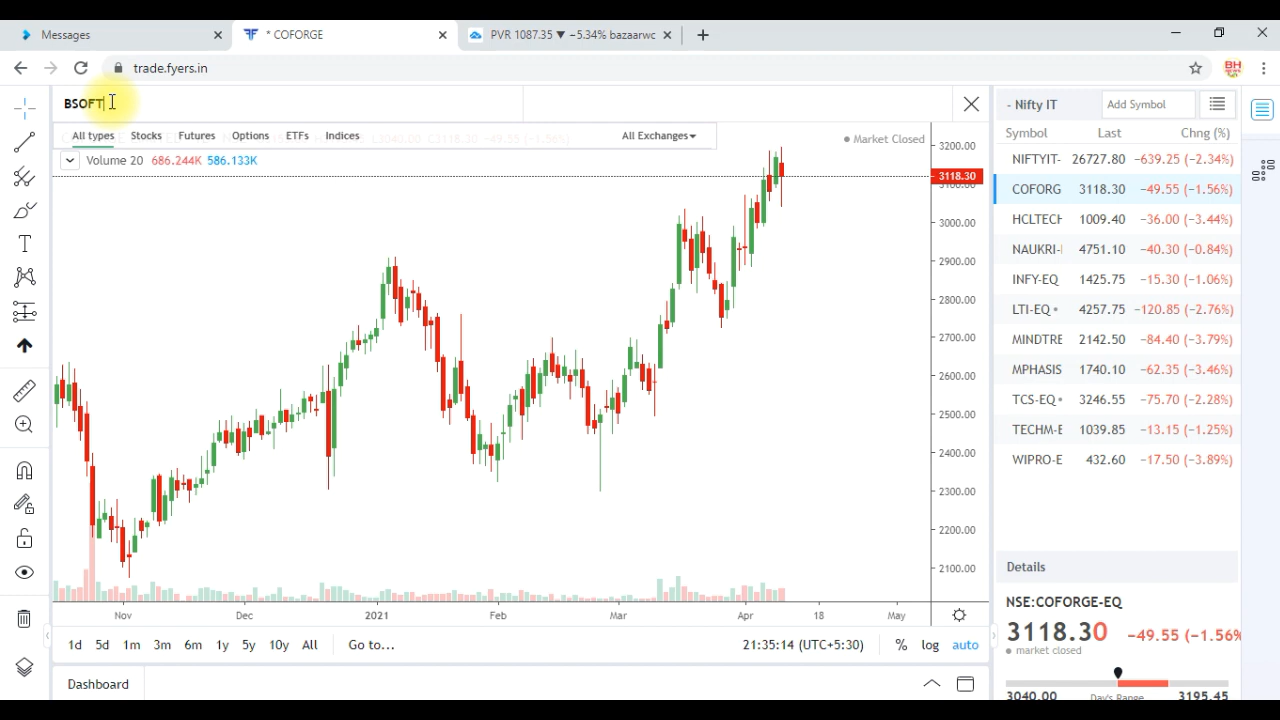 Messages
* COFORGE
PVR 1087.35 ▼ −5.34% bazaarwc
trade.fyers.in
BH
BSOFT
All types Stocks Futures Options ETFs Indices All Exchanges
Market Closed
Volume 20 686.244K 586.133K
3200.00
3118.30
3100.00
3000.00
2900.00
2800.00
2700.00
2600.00
2500.00
2400.00
2300.00
2200.00
2100.00
Nov Dec 2021 Feb Mar Apr 18 May
1d 5d 1m 3m 6m 1y 5y 10y All Go to... 21:35:14 (UTC+5:30) % log auto
Dashboard
- Nifty IT Add Symbol
Symbol Last Chng (%)
NIFTYIT- 26727.80 -639.25 (-2.34%)
COFORG 3118.30 -49.55 (-1.56%)
HCLTECH 1009.40 -36.00 (-3.44%)
NAUKRI-I 4751.10 -40.30 (-0.84%)
INFY-EQ 1425.75 -15.30 (-1.06%)
LTI-EQ 4257.75 -120.85 (-2.76%)
MINDTRE 2142.50 -84.40 (-3.79%)
MPHASIS 1740.10 -62.35 (-3.46%)
TCS-EQ 3246.55 -75.70 (-2.28%)
TECHM-E 1039.85 -13.15 (-1.25%)
WIPRO-E 432.60 -17.50 (-3.89%)
Details
NSE:COFORGE-EQ
3118.30 -49.55 (-1.56%
market closed
3040.00 Day's Range 3195.45